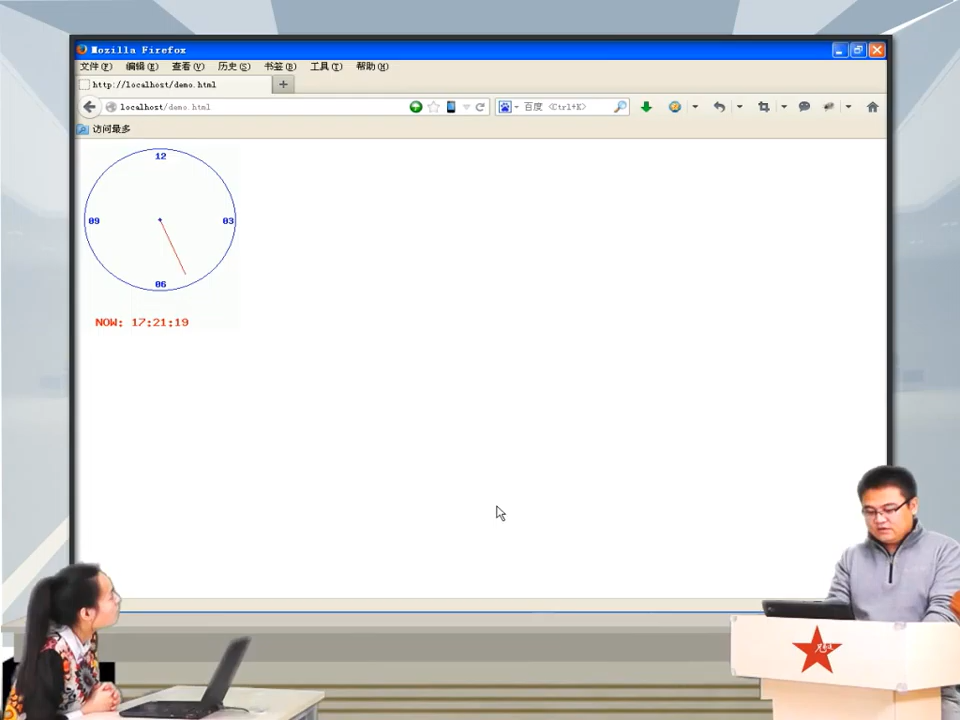 Mozilla Firefox
文件(F) 编辑(E) 查看(V) 历史(S) 书签(B) 工具(T) 帮助(H)
http://localhost/demo.html
localhost/demo.html 百度 <Ctrl+K>
访问最多
12
09 03
06
NOW: 17:21:19